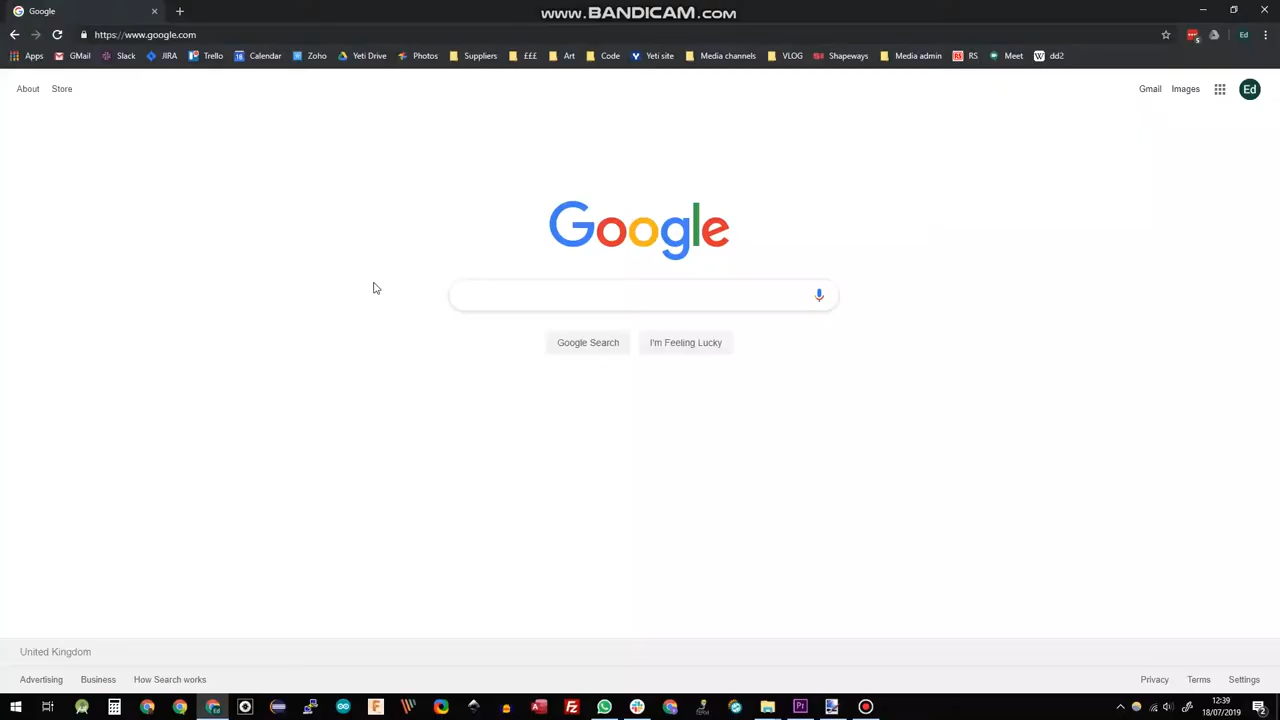 Google
www.BANDICAM.com
https://www.google.com
Ed
Apps GMail Slack JIRA Trello 18 Calendar Zoho Yeti Drive Photos Suppliers £££ Art Code Yeti site Media channels VLOG Shapeways Media admin RS RS Meet W dd2
About Store
Gmail Images Ed
Google
Google Search I'm Feeling Lucky
United Kingdom
Advertising Business How Search works
Privacy Terms Settings
12:39
18/07/2019